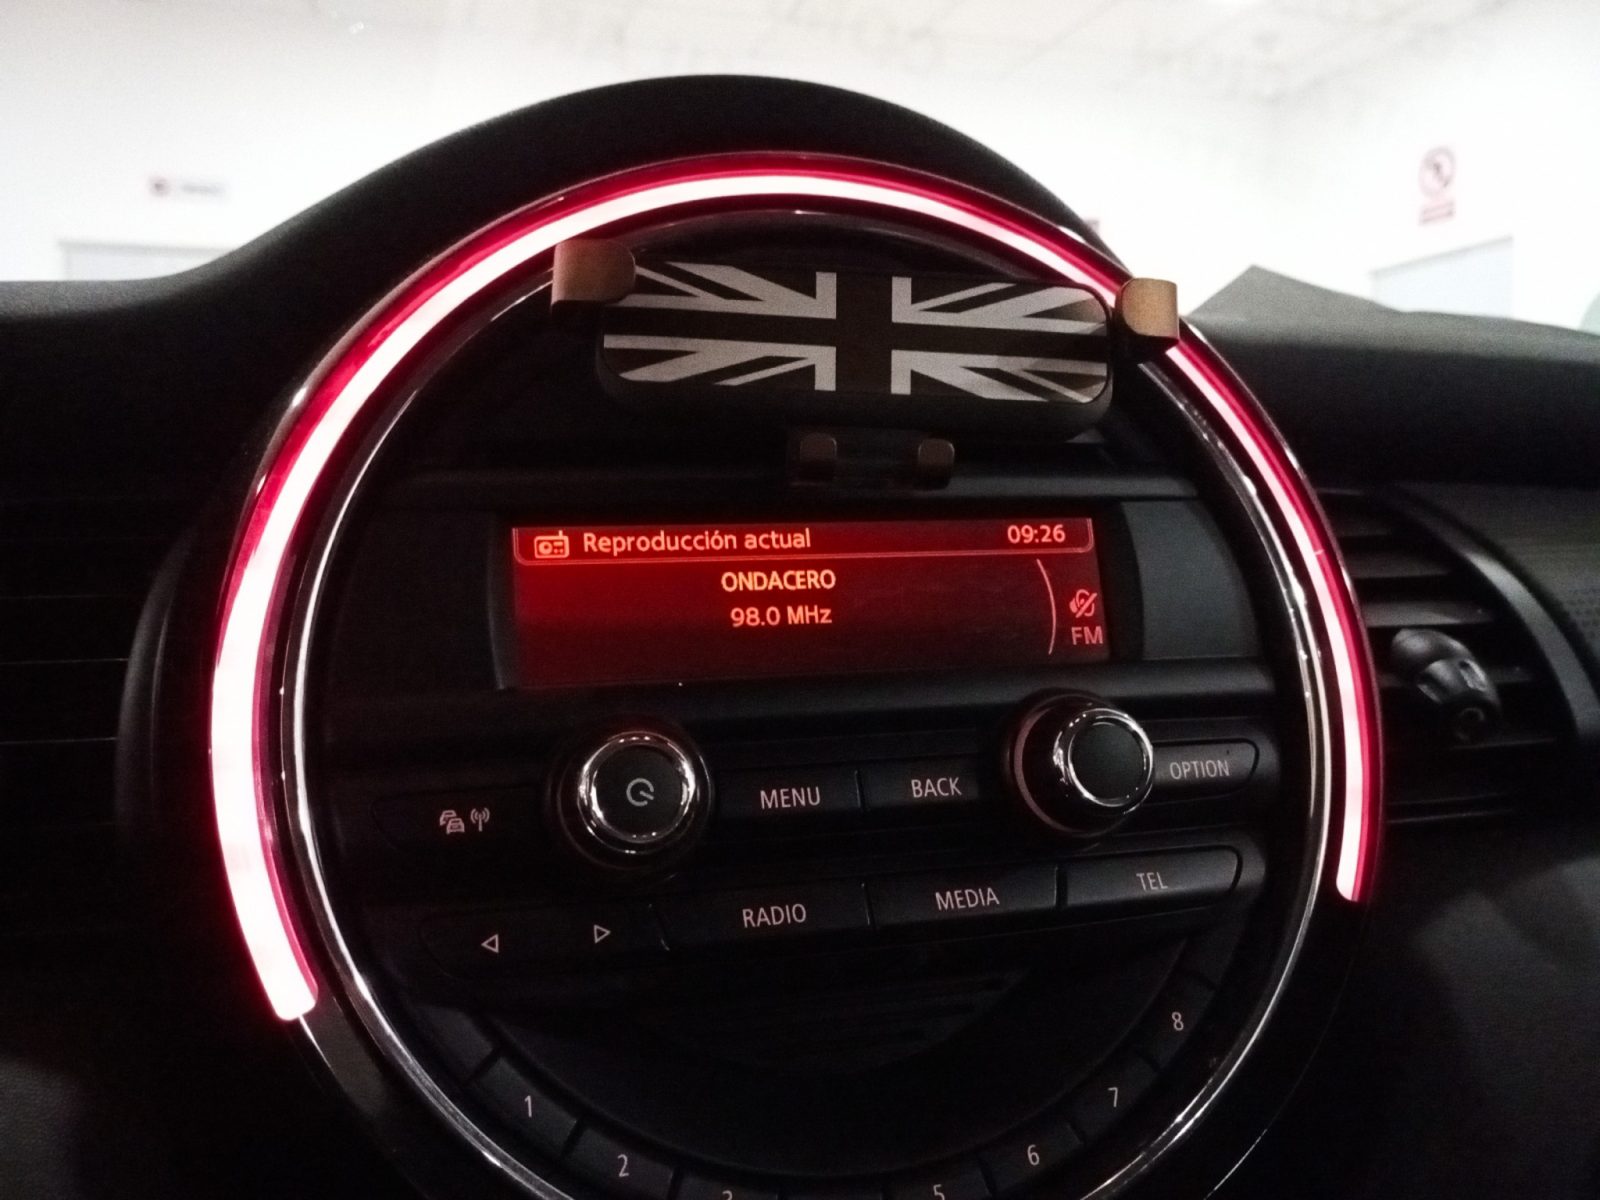 Reproducción actual 09:26
ONDACERO
98.0 MHz
FM
MENU
BACK
OPTION
RADIO
MEDIA
TEL
1
2
5
6
7
8